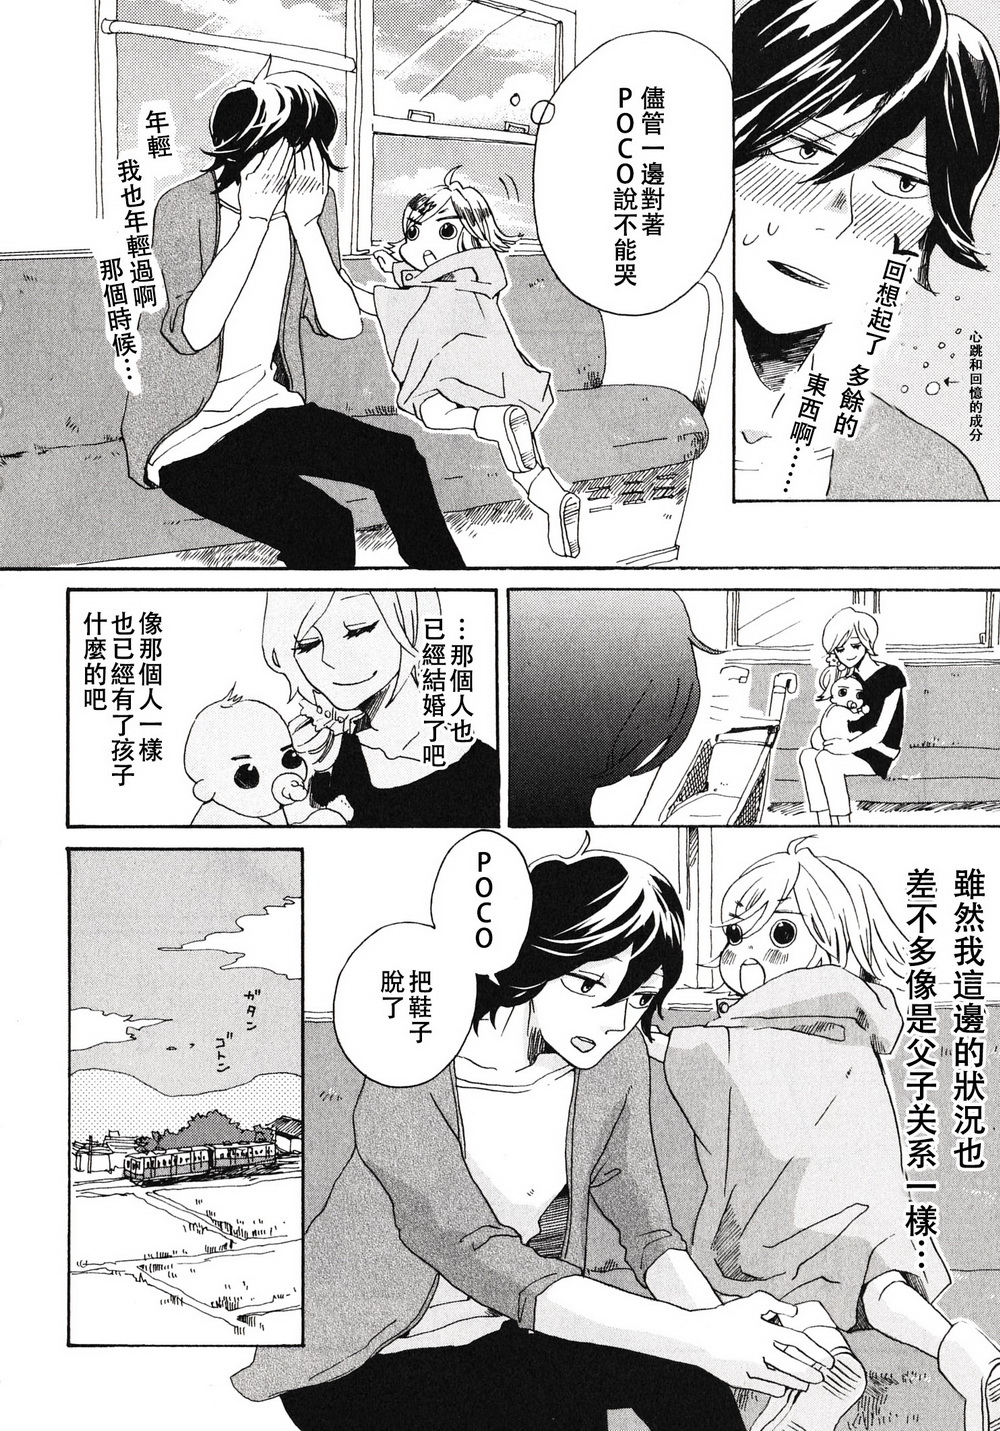 回想起了 多餘的
東西啊……
心跳和回憶的成分
儘管一邊對著
POCO說不能哭
年輕
我也年輕過啊
那個時候…
…那個人也
已經結婚了吧
像那個人一樣
也已經有了孩子
什麼的吧
雖然我這邊的狀況也
差不多像是父子关系一樣…
POCO
把鞋子
脫了
ガタン
ゴトン